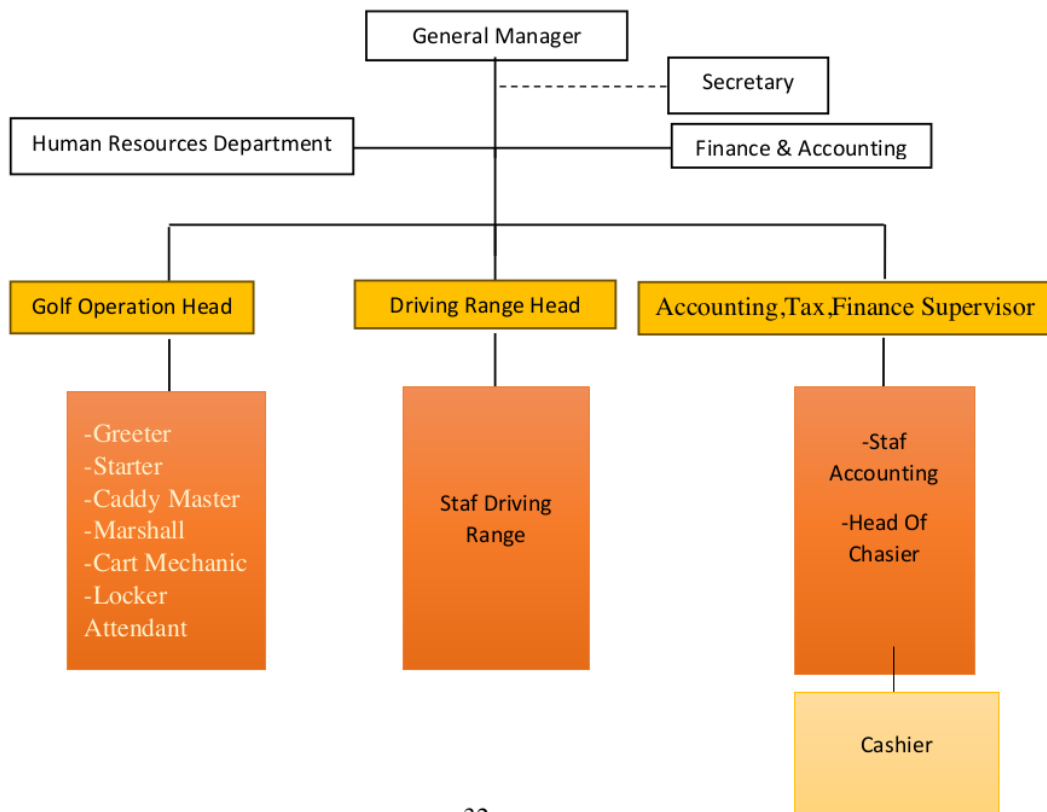 General Manager
Secretary
Human Resources Department
Finance & Accounting
Golf Operation Head
Driving Range Head
Accounting,Tax,Finance Supervisor
-Greeter
-Starter
-Caddy Master
-Marshall
-Cart Mechanic
-Locker
Attendant
Staf Driving
Range
-Staf
Accounting
-Head Of
Chasier
Cashier